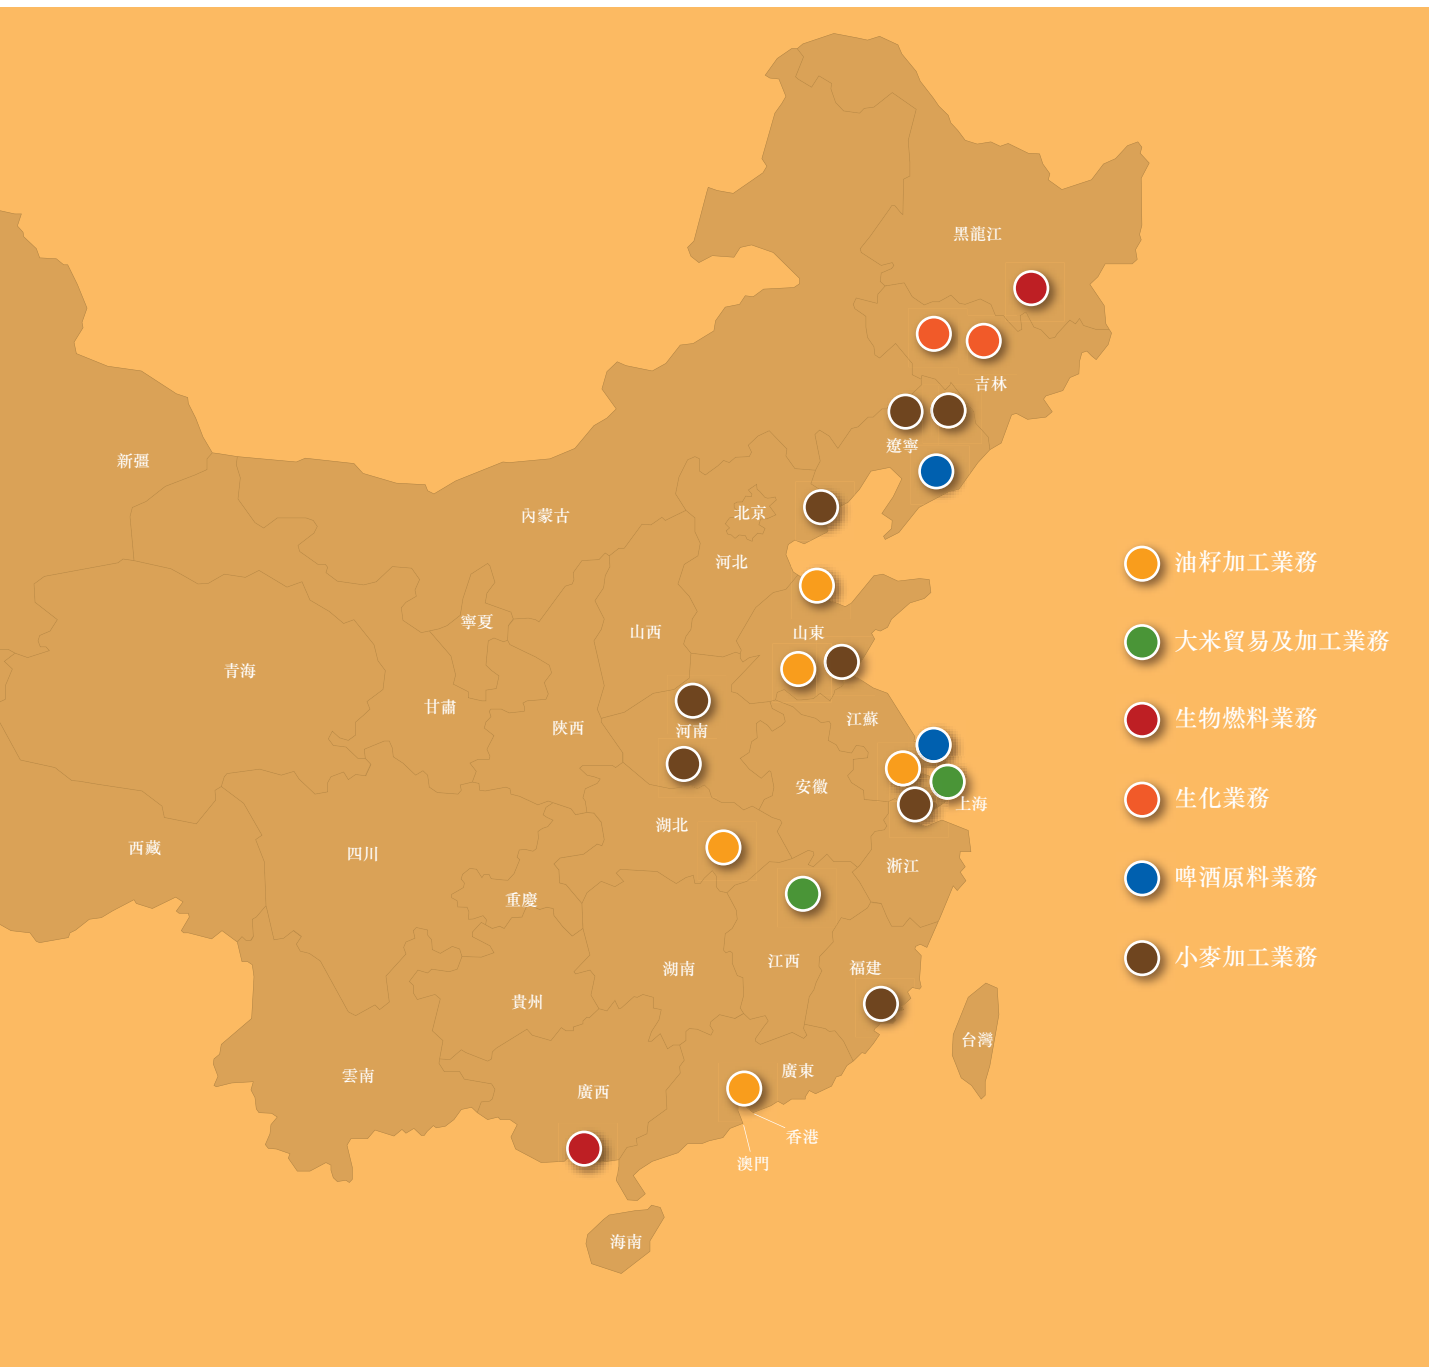 黑龍江
吉林
遼寧
新疆
內蒙古
北京
河北
油籽加工業務
寧夏
山西
山東
大米貿易及加工業務
青海
甘肅
陝西
河南
江蘇
生物燃料業務
安徽
上海
生化業務
西藏
四川
湖北
浙江
重慶
啤酒原料業務
湖南
江西
福建
小麥加工業務
貴州
台灣
雲南
廣西
廣東
香港
澳門
海南